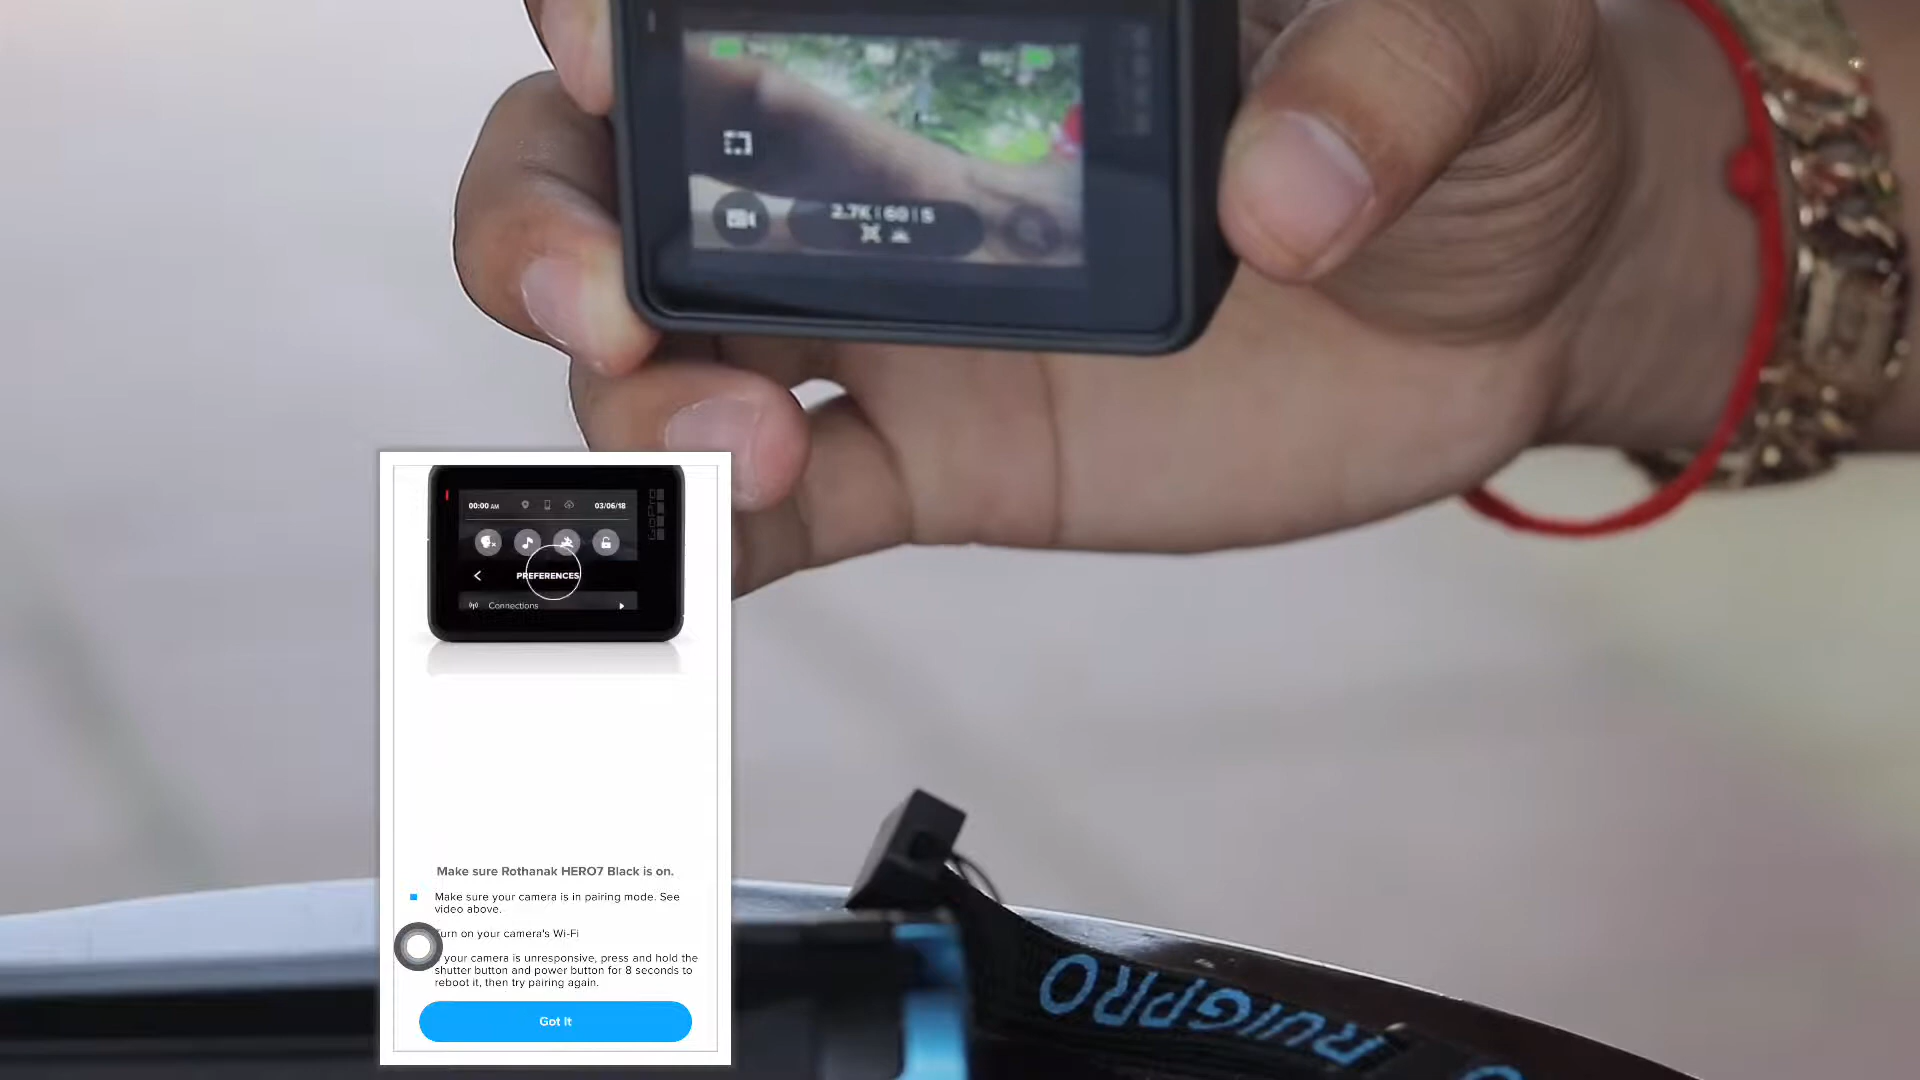 2.7K|60|S
00:00 AM
03/06/18
GoPro
PREFERENCES
Connections
Make sure Rothanak HERO7 Black is on.
Make sure your camera is in pairing mode. See
video above.
Turn on your camera's Wi-Fi
your camera is unresponsive, press and hold the
shutter button and power button for 8 seconds to
reboot it, then try pairing again.
Got It
RUIGPRO